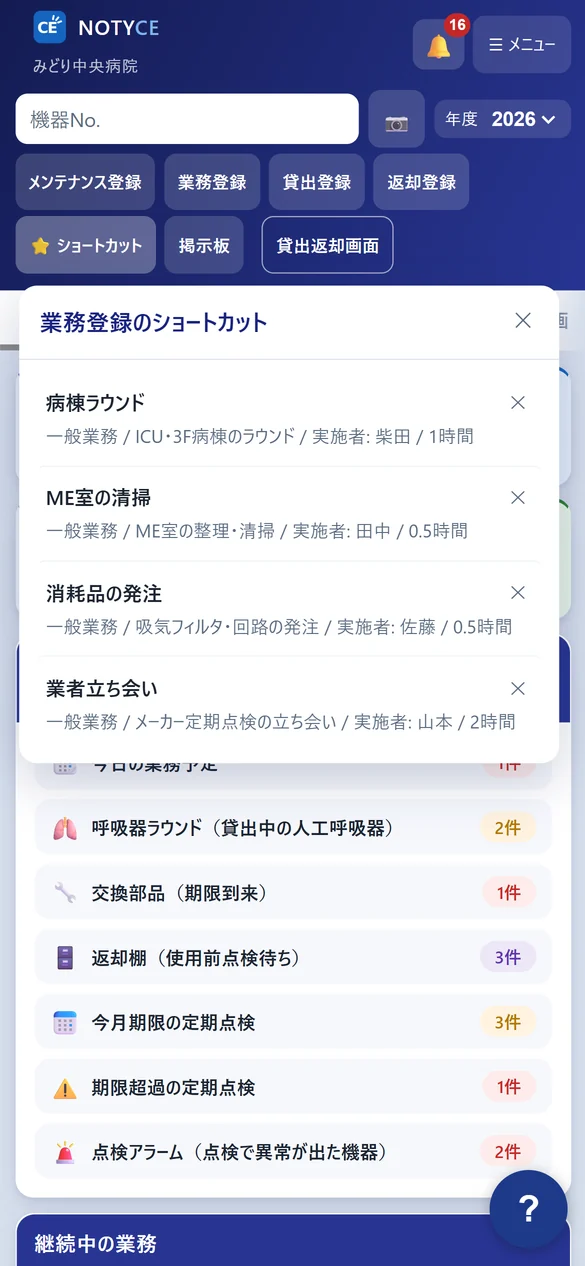 CE NOTYCE
みどり中央病院
16
☰ メニュー
機器No.
年度 2026
メンテナンス登録 業務登録 貸出登録 返却登録
ショートカット 掲示板 貸出返却画面
業務登録のショートカット
画
病棟ラウンド
一般業務 / ICU・3F病棟のラウンド / 実施者: 柴田 / 1時間
ME室の清掃
一般業務 / ME室の整理・清掃 / 実施者: 田中 / 0.5時間
消耗品の発注
一般業務 / 吸気フィルタ・回路の発注 / 実施者: 佐藤 / 0.5時間
業者立ち会い
一般業務 / メーカー定期点検の立ち会い / 実施者: 山本 / 2時間
今日の業務予定 1件
呼吸器ラウンド（貸出中の人工呼吸器） 2件
交換部品（期限到来） 1件
返却棚（使用前点検待ち） 3件
今月期限の定期点検 3件
期限超過の定期点検 1件
点検アラーム（点検で異常が出た機器） 2件
?
継続中の業務